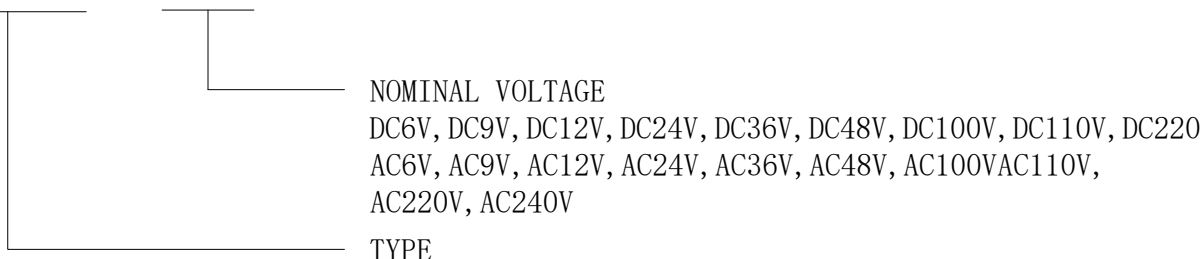 NOMINAL VOLTAGE
DC6V,DC9V,DC12V,DC24V,DC36V,DC48V,DC100V,DC110V,DC220
AC6V,AC9V,AC12V,AC24V,AC36V,AC48V,AC100VAC110V,
AC220V,AC240V
TYPE